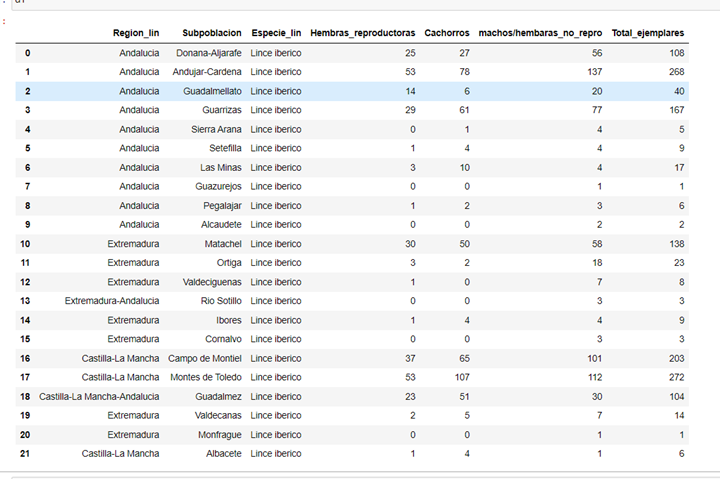 Region_lin Subpoblacion Especie_lin Hembras_reproductoras Cachorros machos/hembaras_no_repro Total_ejemplares
0 Andalucia Donana-Aljarafe Lince iberico 25 27 56 108
1 Andalucia Andujar-Cardena Lince iberico 53 78 137 268
2 Andalucia Guadalmellato Lince iberico 14 6 20 40
3 Andalucia Guarrizas Lince iberico 29 61 77 167
4 Andalucia Sierra Arana Lince iberico 0 1 4 5
5 Andalucia Setefilla Lince iberico 1 4 4 9
6 Andalucia Las Minas Lince iberico 3 10 4 17
7 Andalucia Guazurejos Lince iberico 0 0 1 1
8 Andalucia Pegalajar Lince iberico 1 2 3 6
9 Andalucia Alcaudete Lince iberico 0 0 2 2
10 Extremadura Matachel Lince iberico 30 50 58 138
11 Extremadura Ortiga Lince iberico 3 2 18 23
12 Extremadura Valdeciguenas Lince iberico 1 0 7 8
13 Extremadura-Andalucia Rio Sotillo Lince iberico 0 0 3 3
14 Extremadura Ibores Lince iberico 1 4 4 9
15 Extremadura Cornalvo Lince iberico 0 0 3 3
16 Castilla-La Mancha Campo de Montiel Lince iberico 37 65 101 203
17 Castilla-La Mancha Montes de Toledo Lince iberico 53 107 112 272
18 Castilla-La Mancha-Andalucia Guadalmez Lince iberico 23 51 30 104
19 Extremadura Valdecanas Lince iberico 2 5 7 14
20 Extremadura Monfrague Lince iberico 0 0 1 1
21 Castilla-La Mancha Albacete Lince iberico 1 4 1 6